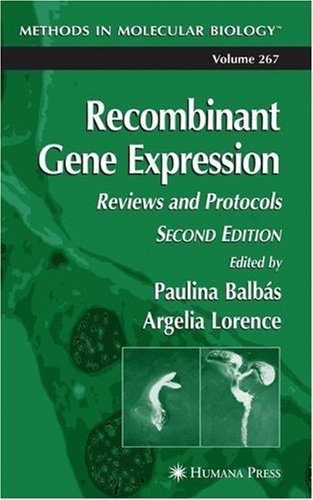 METHODS IN MOLECULAR BIOLOGY™
Volume 267
Recombinant
Gene Expression
Reviews and Protocols
SECOND EDITION
Edited by
Paulina Balbás
Argelia Lorence
HUMANA PRESS